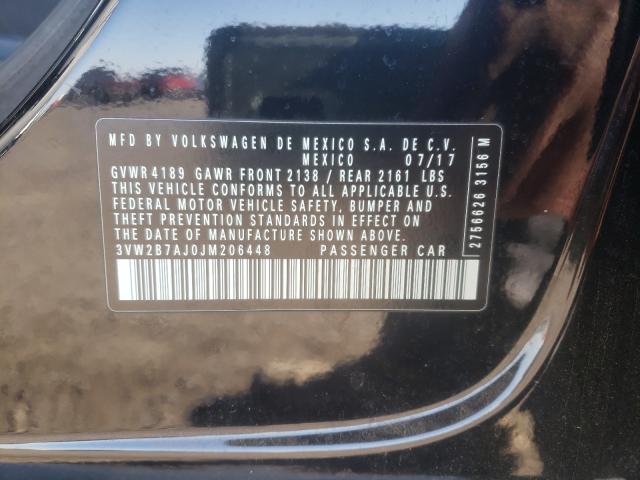 MFD BY VOLKSWAGEN DE MEXICO S.A. DE C.V.
MEXICO 07/17
GVWR 4189 GAWR FRONT 2138 / REAR 2161 LBS
THIS VEHICLE CONFORMS TO ALL APPLICABLE U.S.
FEDERAL MOTOR VEHICLE SAFETY, BUMPER AND
THEFT PREVENTION STANDARDS IN EFFECT ON THE
DATE OF MANUFACTURE SHOWN ABOVE.
3VW2B7AJ0JM206448 PASSENGER CAR
2756626 3156 M